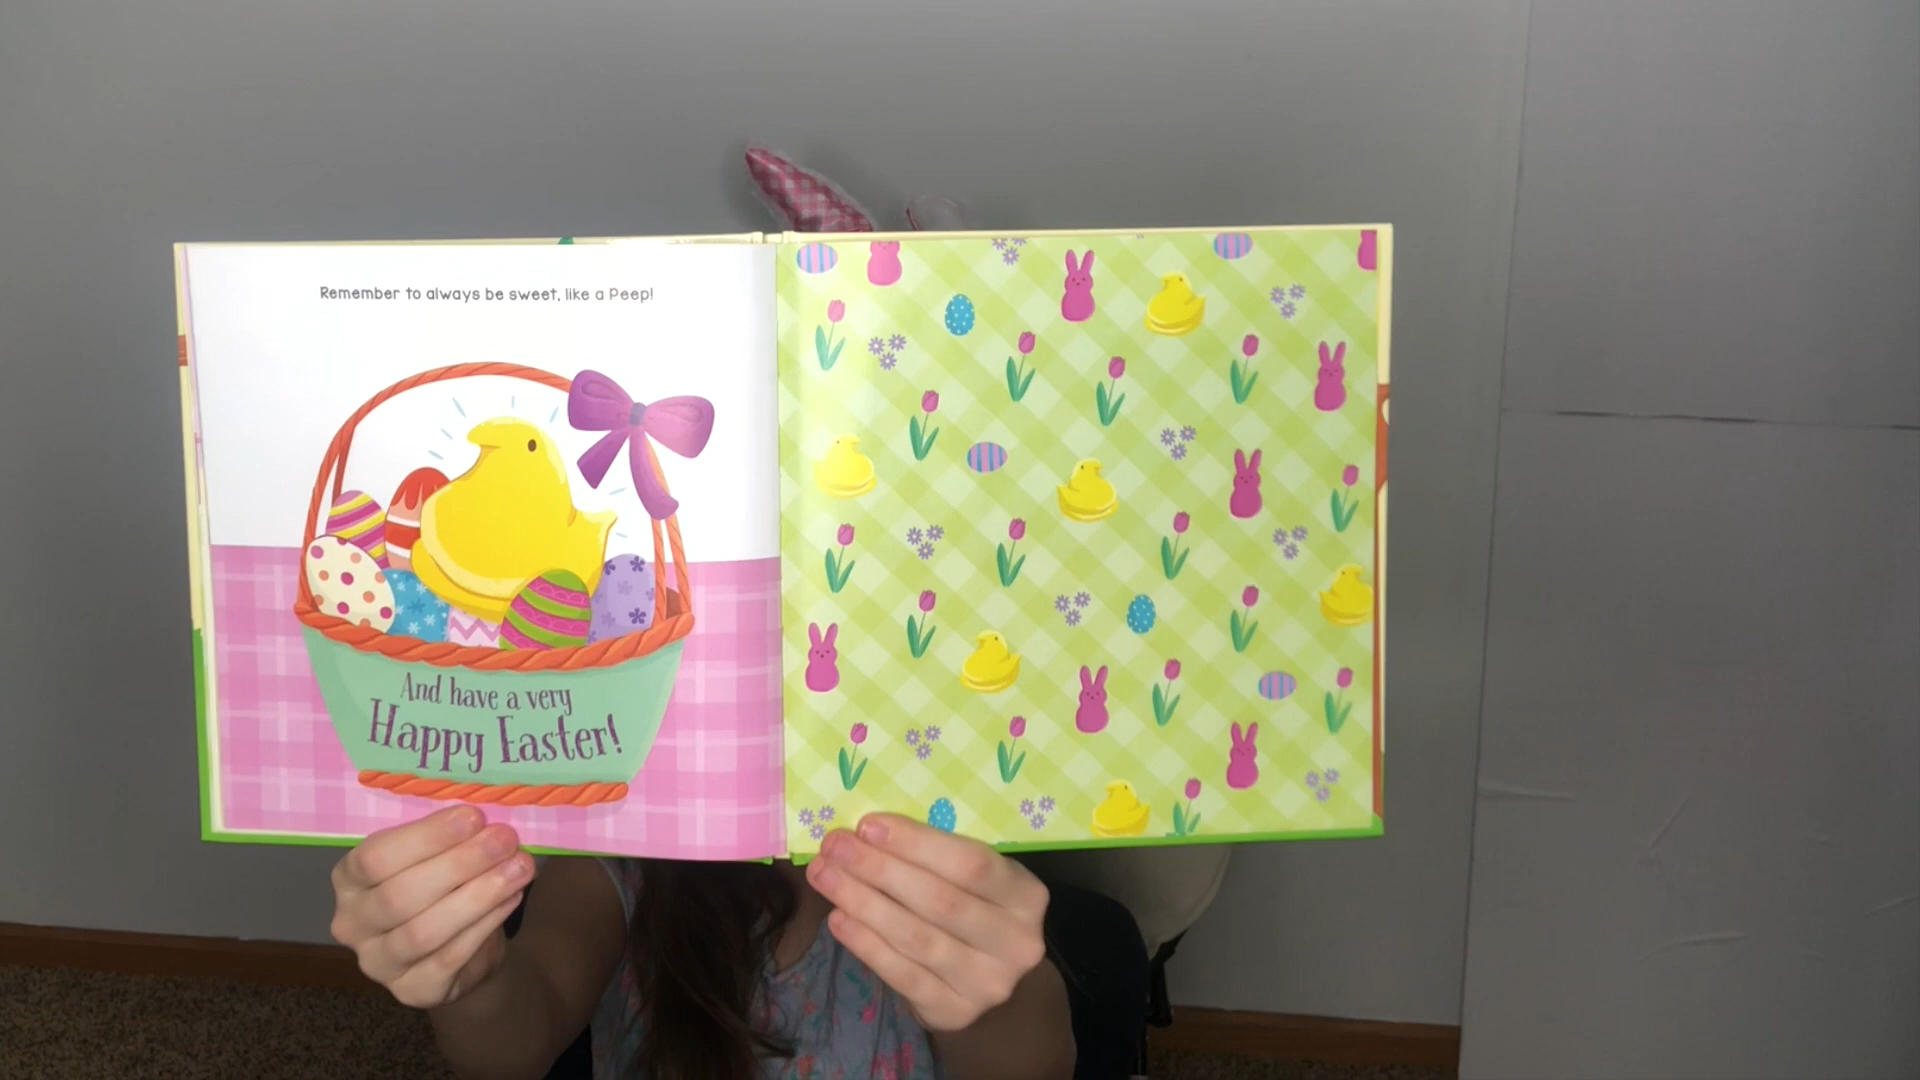 Remember to always be sweet, like a Peep!
And have a very
Happy Easter!